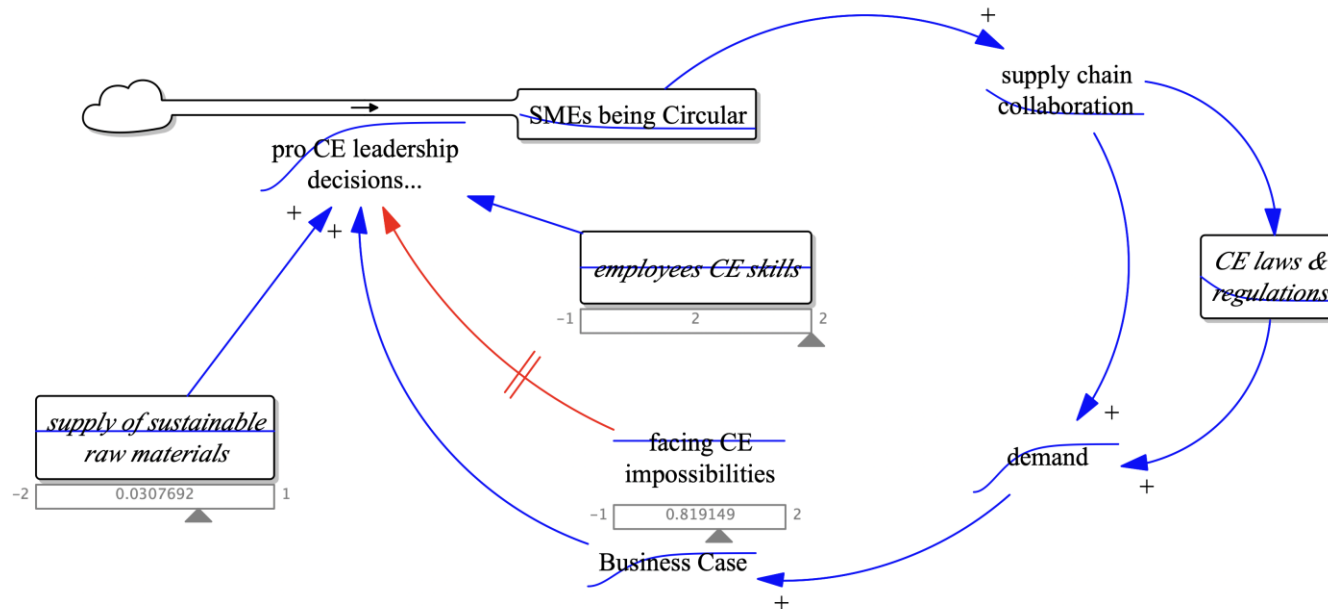 +
SMEs being Circular
supply chain
collaboration
pro CE leadership
decisions...
+
+
employees CE skills
-1 2 2
CE laws &
regulations
supply of sustainable
raw materials
-2 0.0307692 1
facing CE
impossibilities
-1 0.819149 2
+
demand
+
Business Case
+